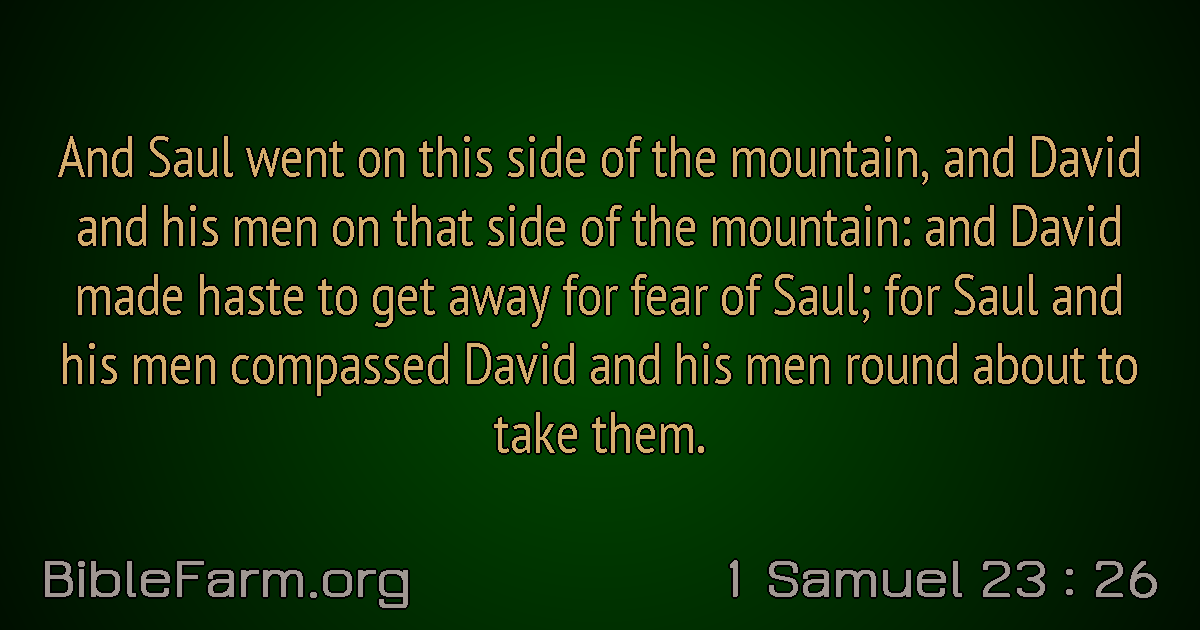 And Saul went on this side of the mountain, and David
and his men on that side of the mountain: and David
made haste to get away for fear of Saul; for Saul and
his men compassed David and his men round about to
take them.
BibleFarm.org
1 Samuel 23 : 26